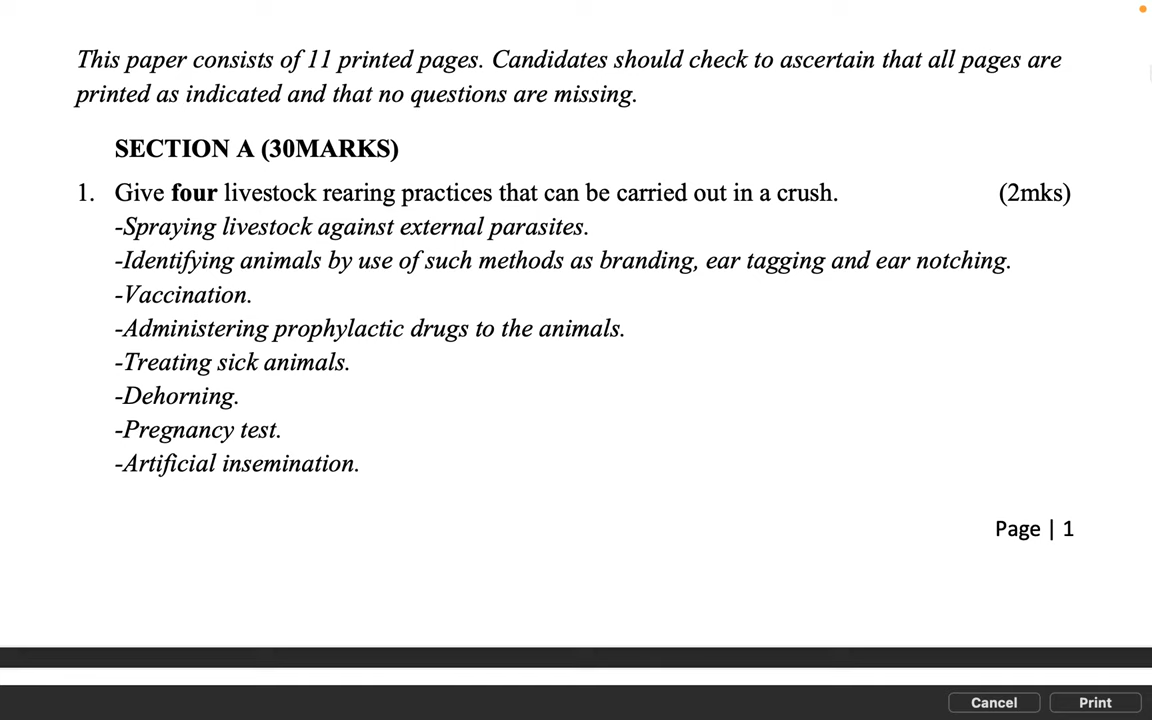 This paper consists of 11 printed pages. Candidates should check to ascertain that all pages are
printed as indicated and that no questions are missing.
SECTION A (30MARKS)
1. Give four livestock rearing practices that can be carried out in a crush. (2mks)
-Spraying livestock against external parasites.
-Identifying animals by use of such methods as branding, ear tagging and ear notching.
-Vaccination.
-Administering prophylactic drugs to the animals.
-Treating sick animals.
-Dehorning.
-Pregnancy test.
-Artificial insemination.
Page | 1
Cancel Print